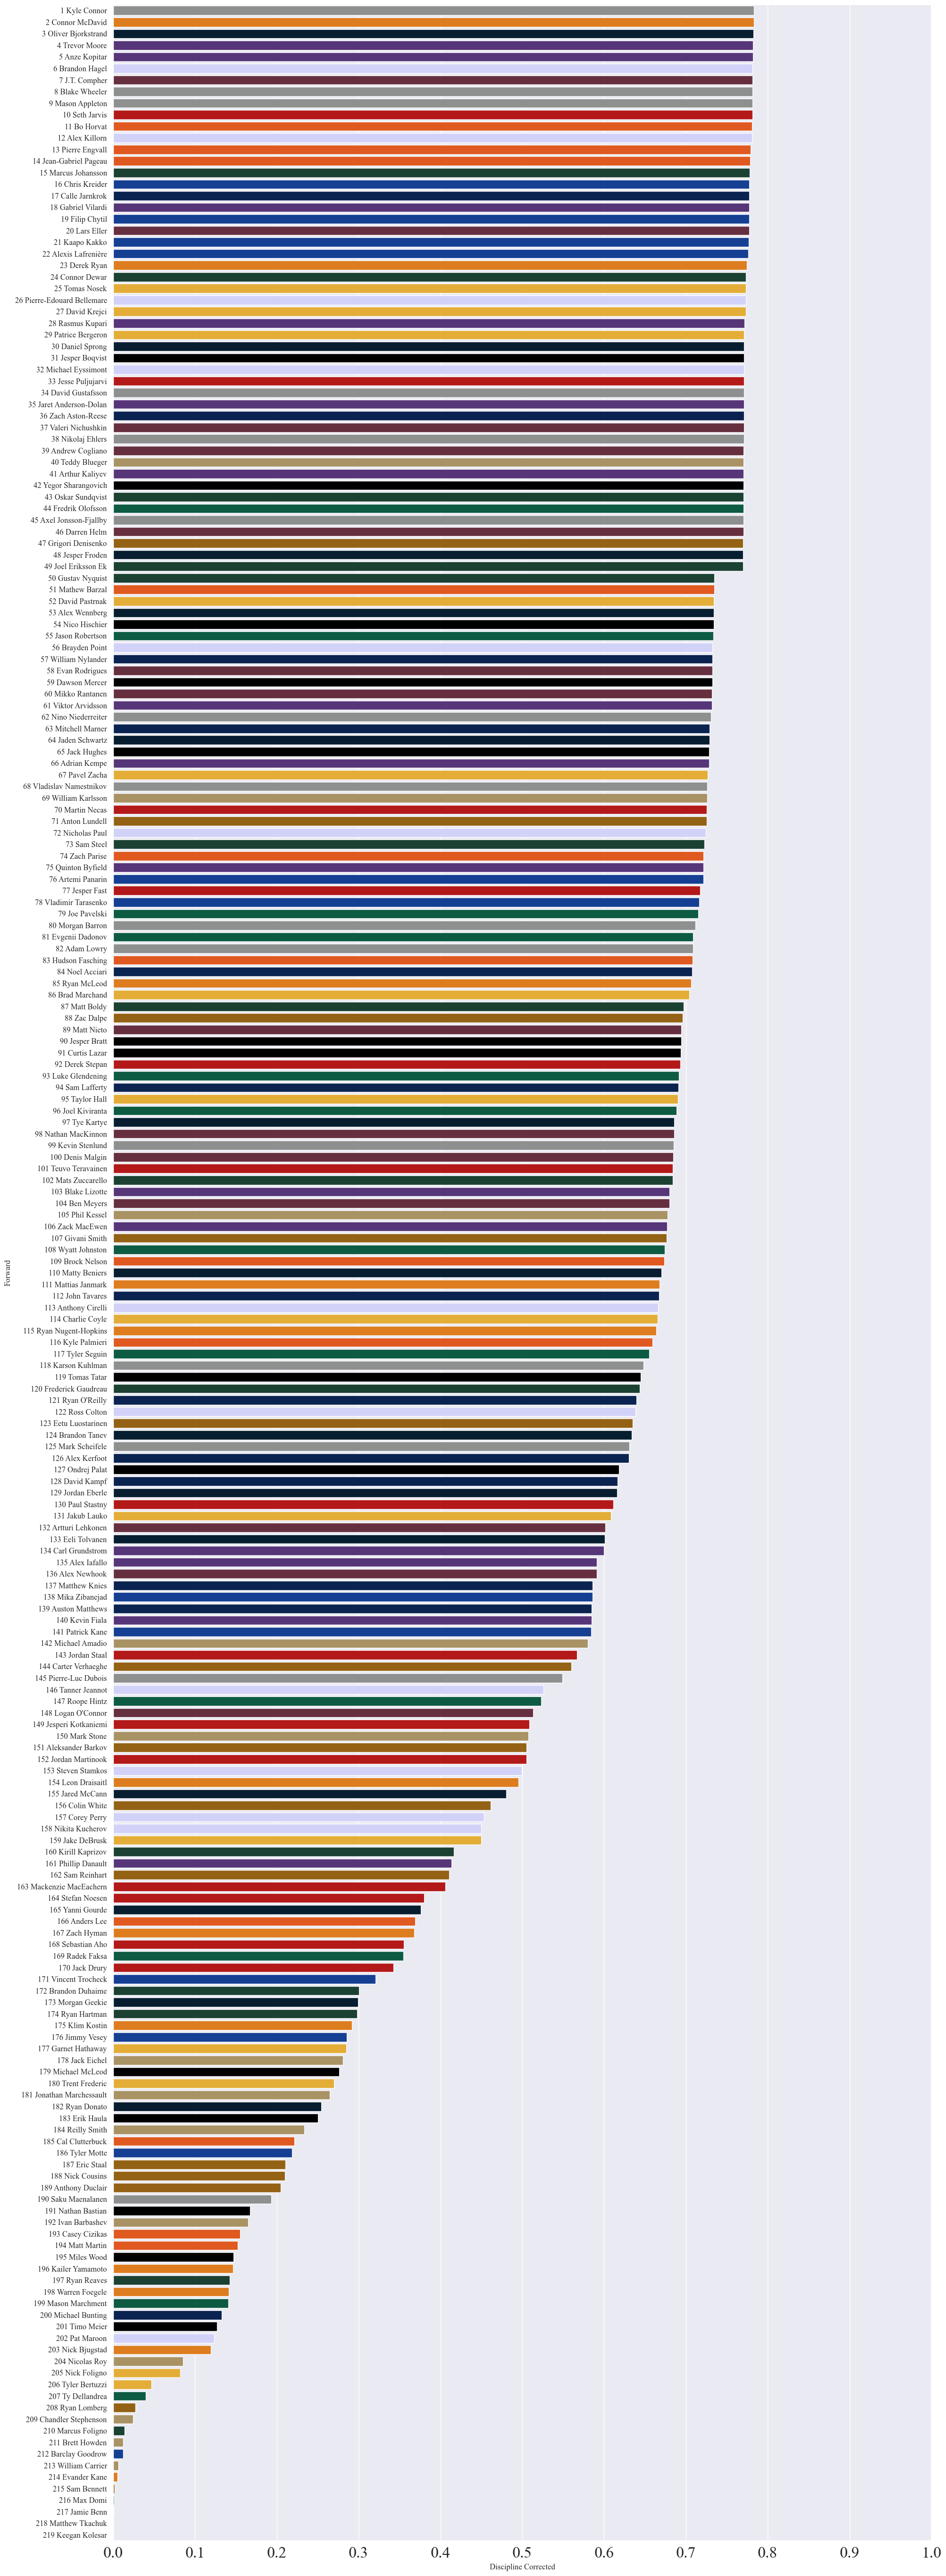 1 Kyle Connor
2 Connor McDavid
3 Oliver Bjorkstrand
4 Trevor Moore
5 Anze Kopitar
6 Brandon Hagel
7 J.T. Compher
8 Blake Wheeler
9 Mason Appleton
10 Seth Jarvis
11 Bo Horvat
12 Alex Killorn
13 Pierre Engvall
14 Jean-Gabriel Pageau
15 Marcus Johansson
16 Chris Kreider
17 Calle Jarnkrok
18 Gabriel Vilardi
19 Filip Chytil
20 Lars Eller
21 Kaapo Kakko
22 Alexis Lafrenière
23 Derek Ryan
24 Connor Dewar
25 Tomas Nosek
26 Pierre-Edouard Bellemare
27 David Krejci
28 Rasmus Kupari
29 Patrice Bergeron
30 Daniel Sprong
31 Jesper Boqvist
32 Michael Eyssimont
33 Jesse Puljujarvi
34 David Gustafsson
35 Jaret Anderson-Dolan
36 Zach Aston-Reese
37 Valeri Nichushkin
38 Nikolaj Ehlers
39 Andrew Cogliano
40 Teddy Blueger
41 Arthur Kaliyev
42 Yegor Sharangovich
43 Oskar Sundqvist
44 Fredrik Olofsson
45 Axel Jonsson-Fjallby
46 Darren Helm
47 Grigori Denisenko
48 Jesper Froden
49 Joel Eriksson Ek
50 Gustav Nyquist
51 Mathew Barzal
52 David Pastrnak
53 Alex Wennberg
54 Nico Hischier
55 Jason Robertson
56 Brayden Point
57 William Nylander
58 Evan Rodrigues
59 Dawson Mercer
60 Mikko Rantanen
61 Viktor Arvidsson
62 Nino Niederreiter
63 Mitchell Marner
64 Jaden Schwartz
65 Jack Hughes
66 Adrian Kempe
67 Pavel Zacha
68 Vladislav Namestnikov
69 William Karlsson
70 Martin Necas
71 Anton Lundell
72 Nicholas Paul
73 Sam Steel
74 Zach Parise
75 Quinton Byfield
76 Artemi Panarin
77 Jesper Fast
78 Vladimir Tarasenko
79 Joe Pavelski
80 Morgan Barron
81 Evgenii Dadonov
82 Adam Lowry
83 Hudson Fasching
84 Noel Acciari
85 Ryan McLeod
86 Brad Marchand
87 Matt Boldy
88 Zac Dalpe
89 Matt Nieto
90 Jesper Bratt
91 Curtis Lazar
92 Derek Stepan
93 Luke Glendening
94 Sam Lafferty
95 Taylor Hall
96 Joel Kiviranta
97 Tye Kartye
98 Nathan MacKinnon
99 Kevin Stenlund
100 Denis Malgin
101 Teuvo Teravainen
102 Mats Zuccarello
103 Blake Lizotte
104 Ben Meyers
105 Phil Kessel
106 Zack MacEwen
107 Givani Smith
108 Wyatt Johnston
109 Brock Nelson
110 Matty Beniers
111 Mattias Janmark
112 John Tavares
113 Anthony Cirelli
114 Charlie Coyle
115 Ryan Nugent-Hopkins
116 Kyle Palmieri
117 Tyler Seguin
118 Karson Kuhlman
119 Tomas Tatar
120 Frederick Gaudreau
121 Ryan O'Reilly
122 Ross Colton
123 Eetu Luostarinen
124 Brandon Tanev
125 Mark Scheifele
126 Alex Kerfoot
127 Ondrej Palat
128 David Kampf
129 Jordan Eberle
130 Paul Stastny
131 Jakub Lauko
132 Artturi Lehkonen
133 Eeli Tolvanen
134 Carl Grundstrom
135 Alex Iafallo
136 Alex Newhook
137 Matthew Knies
138 Mika Zibanejad
139 Auston Matthews
140 Kevin Fiala
141 Patrick Kane
142 Michael Amadio
143 Jordan Staal
144 Carter Verhaeghe
145 Pierre-Luc Dubois
146 Tanner Jeannot
147 Roope Hintz
148 Logan O'Connor
149 Jesperi Kotkaniemi
150 Mark Stone
151 Aleksander Barkov
152 Jordan Martinook
153 Steven Stamkos
154 Leon Draisaitl
155 Jared McCann
156 Colin White
157 Corey Perry
158 Nikita Kucherov
159 Jake DeBrusk
160 Kirill Kaprizov
161 Phillip Danault
162 Sam Reinhart
163 Mackenzie MacEachern
164 Stefan Noesen
165 Yanni Gourde
166 Anders Lee
167 Zach Hyman
168 Sebastian Aho
169 Radek Faksa
170 Jack Drury
171 Vincent Trocheck
172 Brandon Duhaime
173 Morgan Geekie
174 Ryan Hartman
175 Klim Kostin
176 Jimmy Vesey
177 Garnet Hathaway
178 Jack Eichel
179 Michael McLeod
180 Trent Frederic
181 Jonathan Marchessault
182 Ryan Donato
183 Erik Haula
184 Reilly Smith
185 Cal Clutterbuck
186 Tyler Motte
187 Eric Staal
188 Nick Cousins
189 Anthony Duclair
190 Saku Maenalanen
191 Nathan Bastian
192 Ivan Barbashev
193 Casey Cizikas
194 Matt Martin
195 Miles Wood
196 Kailer Yamamoto
197 Ryan Reaves
198 Warren Foegele
199 Mason Marchment
200 Michael Bunting
201 Timo Meier
202 Pat Maroon
203 Nick Bjugstad
204 Nicolas Roy
205 Nick Foligno
206 Tyler Bertuzzi
207 Ty Dellandrea
208 Ryan Lomberg
209 Chandler Stephenson
210 Marcus Foligno
211 Brett Howden
212 Barclay Goodrow
213 William Carrier
214 Evander Kane
215 Sam Bennett
216 Max Domi
217 Jamie Benn
218 Matthew Tkachuk
219 Keegan Kolesar
Forward
0.0 0.1 0.2 0.3 0.4 0.5 0.6 0.7 0.8 0.9 1.0
Discipline Corrected